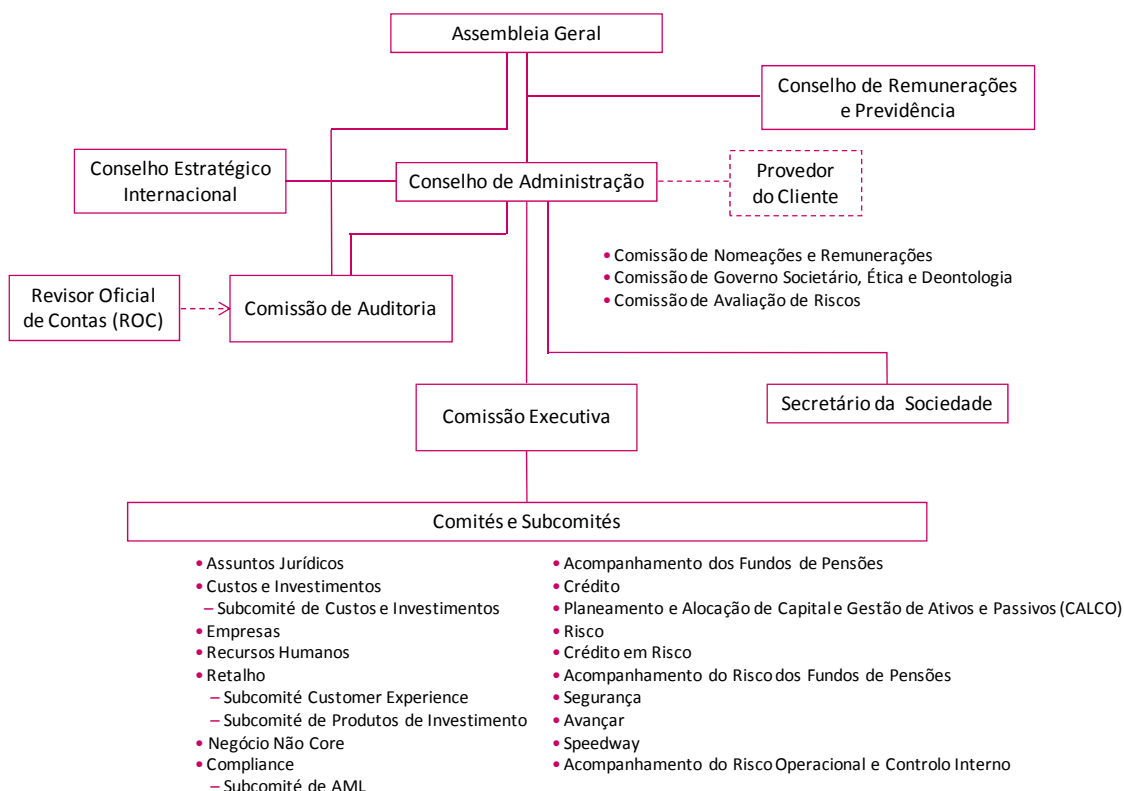 Assembleia Geral
Conselho de Remunerações
e Previdência
Conselho Estratégico
Internacional
Conselho de Administração
Provedor
do Cliente
• Comissão de Nomeações e Remunerações
• Comissão de Governo Societário, Ética e Deontologia
• Comissão de Avaliação de Riscos
Revisor Oficial
de Contas (ROC)
Comissão de Auditoria
Comissão Executiva
Secretário da Sociedade
Comités e Subcomités
• Assuntos Jurídicos
• Custos e Investimentos
– Subcomité de Custos e Investimentos
• Empresas
• Recursos Humanos
• Retalho
– Subcomité Customer Experience
– Subcomité de Produtos de Investimento
• Negócio Não Core
• Compliance
– Subcomité de AML
• Acompanhamento dos Fundos de Pensões
• Crédito
• Planeamento e Alocação de Capital e Gestão de Ativos e Passivos (CALCO)
• Risco
• Crédito em Risco
• Acompanhamento do Risco dos Fundos de Pensões
• Segurança
• Avançar
• Speedway
• Acompanhamento do Risco Operacional e Controlo Interno